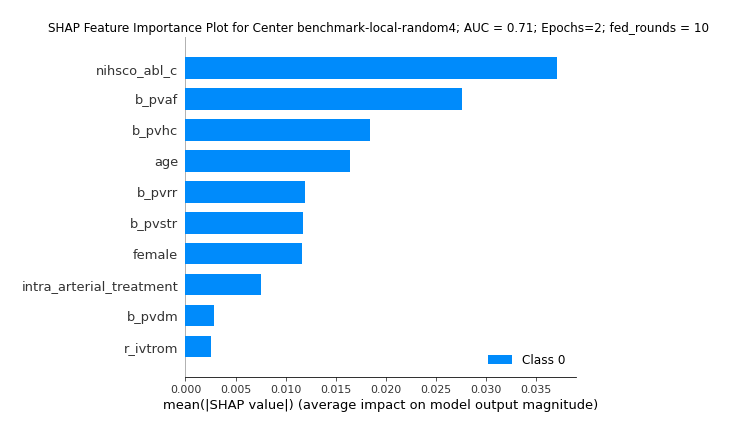 SHAP Feature Importance Plot for Center benchmark-local-random4; AUC = 0.71; Epochs=2; fed_rounds = 10
nihsco_abl_c
b_pvaf
b_pvhc
age
b_pvrr
b_pvstr
female
intra_arterial_treatment
b_pvdm
r_ivtrom
Class 0
0.000 0.005 0.010 0.015 0.020 0.025 0.030 0.035
mean(|SHAP value|) (average impact on model output magnitude)